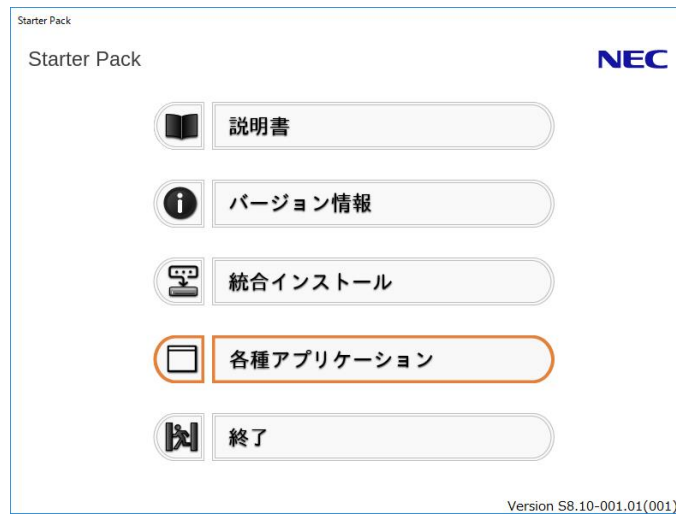 Starter Pack
Starter Pack
NEC
説明書
バージョン情報
統合インストール
各種アプリケーション
終了
Version S8.10-001.01(001)